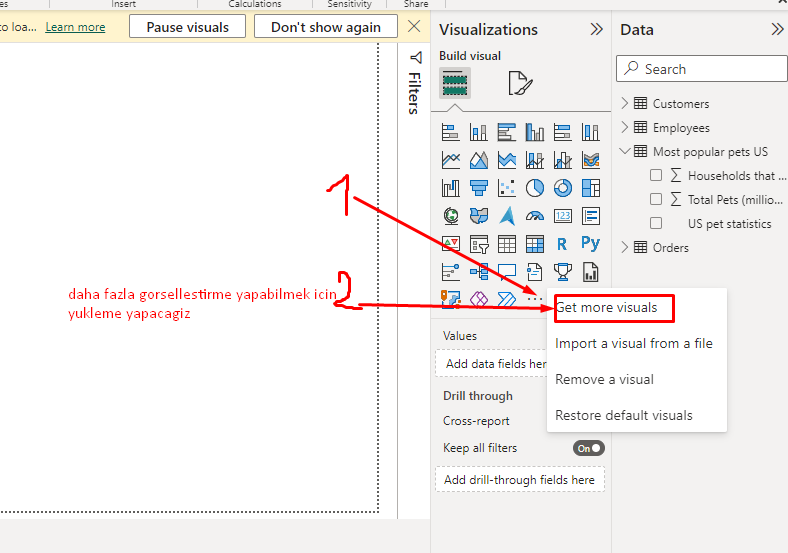 Insert
Calculations
Sensitivity
Share
to loa...
Learn more
Pause visuals
Don't show again
Filters
Visualizations
Build visual
123
R
Py
Values
Add data fields her
Drill through
Cross-report
Keep all filters
On
Add drill-through fields here
Get more visuals
Import a visual from a file
Remove a visual
Restore default visuals
Data
Search
Customers
Employees
Most popular pets US
Households that ...
Total Pets (millio...
US pet statistics
Orders
1
daha fazla gorsellestirme yapabilmek icin
yukleme yapacagiz
2